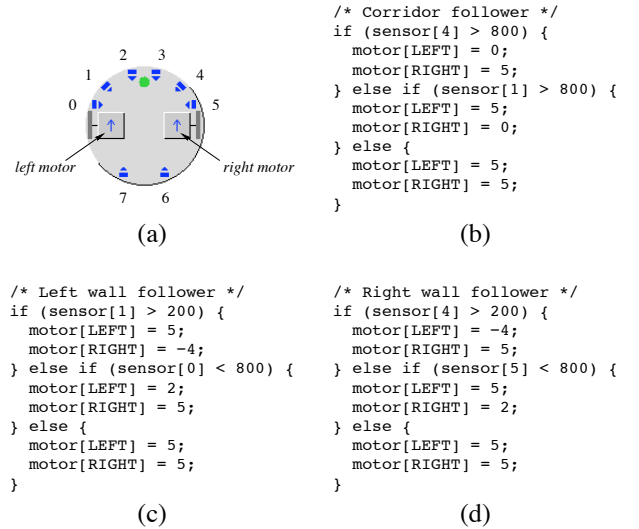 2 3
1 4
0 5
left motor right motor
7 6
(a)
/* Corridor follower */
if (sensor[4] > 800) {
motor[LEFT] = 0;
motor[RIGHT] = 5;
} else if (sensor[1] > 800) {
motor[LEFT] = 5;
motor[RIGHT] = 0;
} else {
motor[LEFT] = 5;
motor[RIGHT] = 5;
}
(b)
/* Left wall follower */
if (sensor[1] > 200) {
motor[LEFT] = 5;
motor[RIGHT] = −4;
} else if (sensor[0] < 800) {
motor[LEFT] = 2;
motor[RIGHT] = 5;
} else {
motor[LEFT] = 5;
motor[RIGHT] = 5;
}
(c)
/* Right wall follower */
if (sensor[4] > 200) {
motor[LEFT] = −4;
motor[RIGHT] = 5;
} else if (sensor[5] < 800) {
motor[LEFT] = 5;
motor[RIGHT] = 2;
} else {
motor[LEFT] = 5;
motor[RIGHT] = 5;
}
(d)